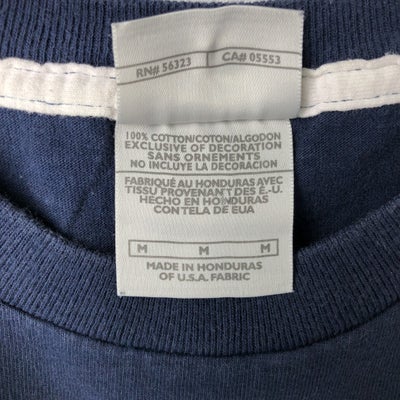 RN# 56323 CA# 05553
100% COTTON/COTON/ALGODON
EXCLUSIVE OF DECORATION
SANS ORNEMENTS
NO INCLUYE LA DECORACION
FABRIQUÉ AU HONDURAS AVEC
TISSU PROVENANT DES É.-U.
HECHO EN HONDURAS
CON TELA DE EUA
M M M
MADE IN HONDURAS
OF U.S.A. FABRIC